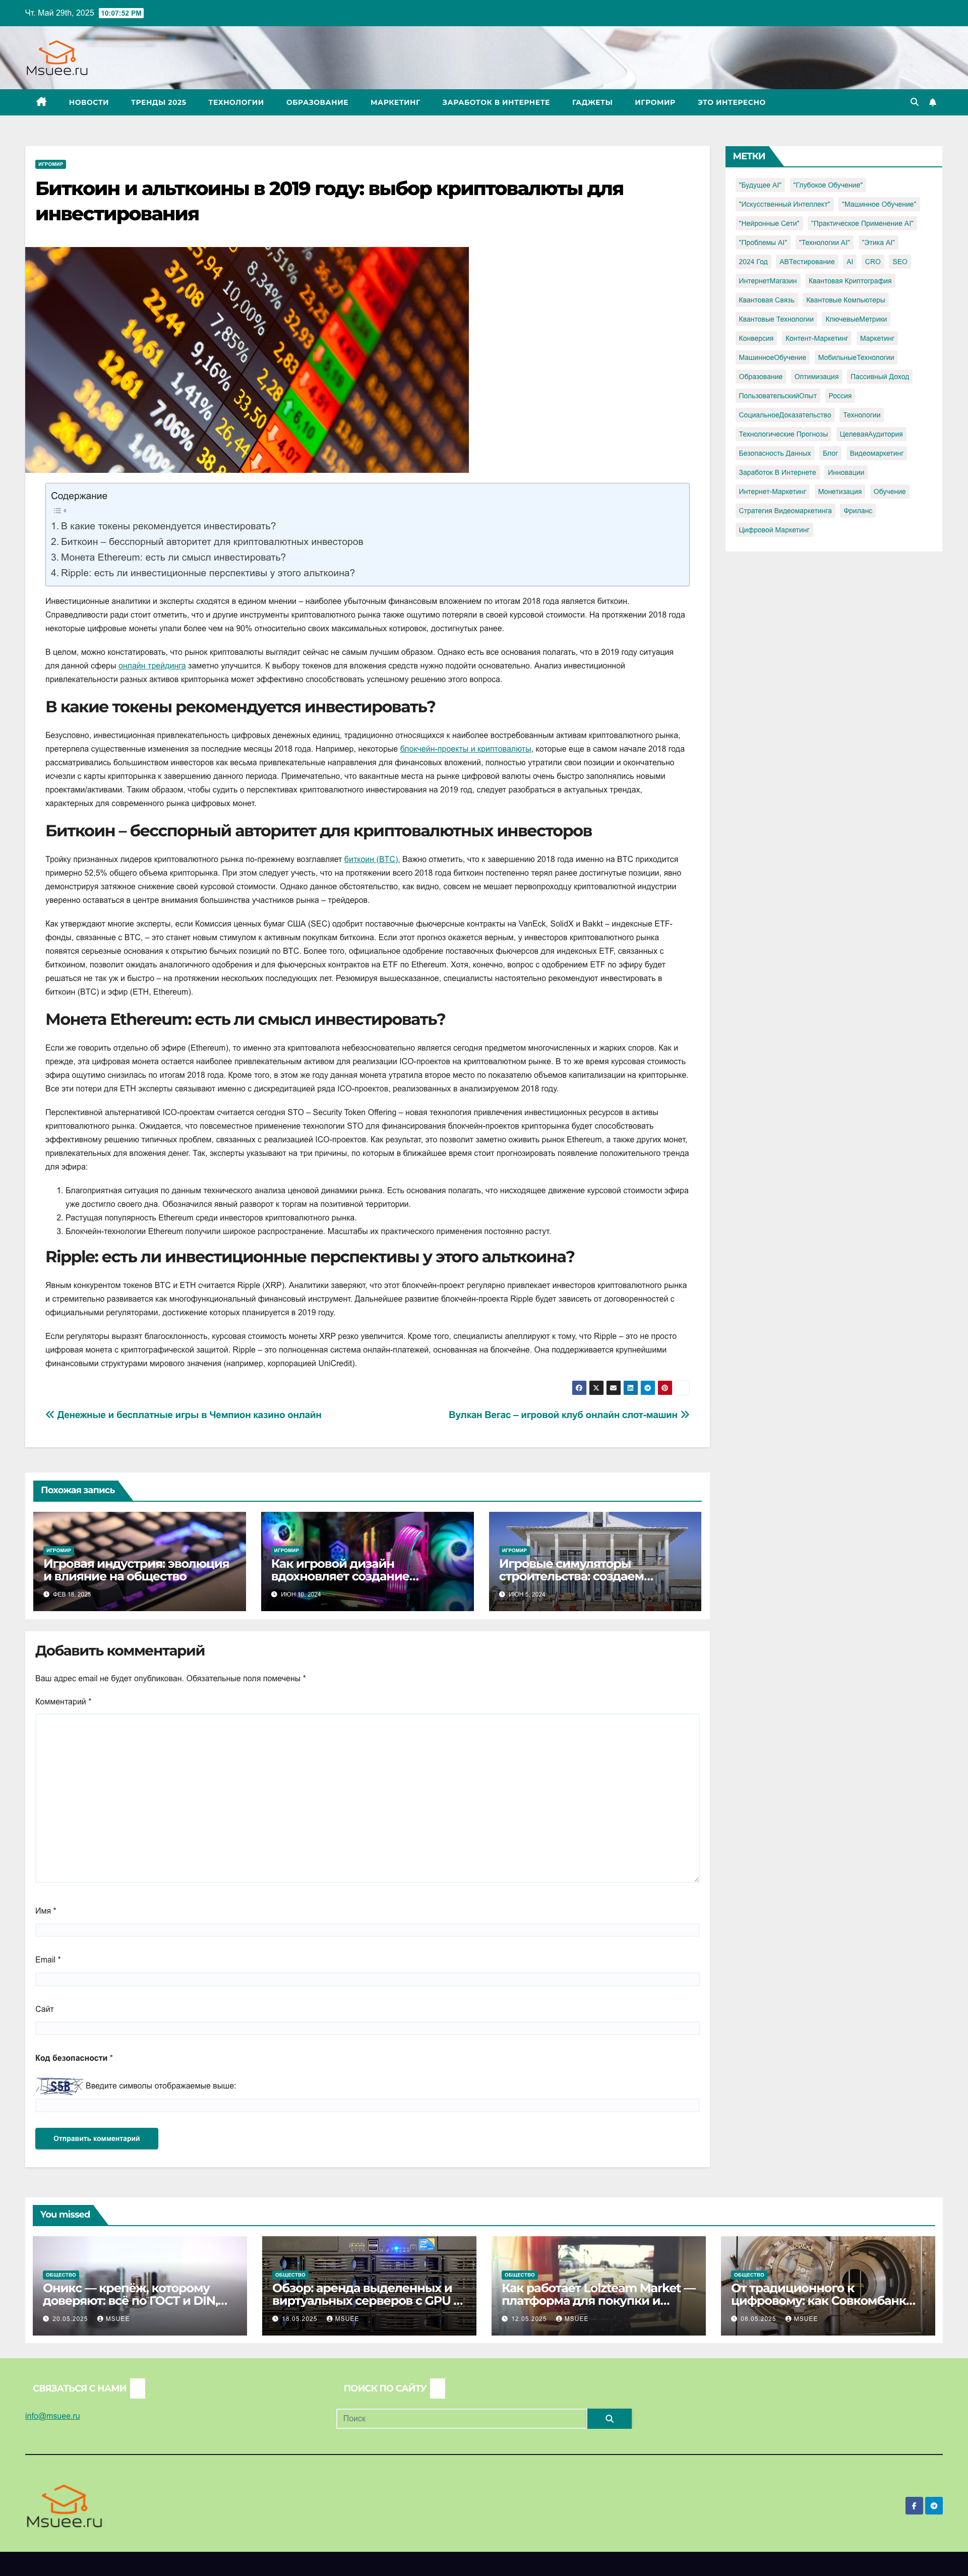 Чт. Май 29th, 2025 10:07:52 PM
Msuee.ru
НОВОСТИ ТРЕНДЫ 2025 ТЕХНОЛОГИИ ОБРАЗОВАНИЕ МАРКЕТИНГ ЗАРАБОТОК В ИНТЕРНЕТЕ ГАДЖЕТЫ ИГРОМИР ЭТО ИНТЕРЕСНО
ИГРОМИР
Биткоин и альткоины в 2019 году: выбор криптовалюты для
инвестирования
Содержание
1. В какие токены рекомендуется инвестировать?
2. Биткоин – бесспорный авторитет для криптовалютных инвесторов
3. Монета Ethereum: есть ли смысл инвестировать?
4. Ripple: есть ли инвестиционные перспективы у этого альткоина?
Инвестиционные аналитики и эксперты сходятся в едином мнении – наиболее убыточным финансовым вложением по итогам 2018 года является биткоин.
Справедливости ради стоит отметить, что и другие инструменты криптовалютного рынка также ощутимо потеряли в своей курсовой стоимости. На протяжении 2018 года
некоторые цифровые монеты упали более чем на 90% относительно своих максимальных котировок, достигнутых ранее.
В целом, можно констатировать, что рынок криптовалюты выглядит сейчас не самым лучшим образом. Однако есть все основания полагать, что в 2019 году ситуация
для данной сферы онлайн трейдинга заметно улучшится. К выбору токенов для вложения средств нужно подойти основательно. Анализ инвестиционной
привлекательности разных активов крипторынка может эффективно способствовать успешному решению этого вопроса.
В какие токены рекомендуется инвестировать?
Безусловно, инвестиционная привлекательность цифровых денежных единиц, традиционно относящихся к наиболее востребованным активам криптовалютного рынка,
претерпела существенные изменения за последние месяцы 2018 года. Например, некоторые блокчейн-проекты и криптовалюты, которые еще в самом начале 2018 года
рассматривались большинством инвесторов как весьма привлекательные направления для финансовых вложений, полностью утратили свои позиции и окончательно
исчезли с карты крипторынка к завершению данного периода. Примечательно, что вакантные места на рынке цифровой валюты очень быстро заполнялись новыми
проектами/активами. Таким образом, чтобы судить о перспективах криптовалютного инвестирования на 2019 год, следует разобраться в актуальных трендах,
характерных для современного рынка цифровых монет.
Биткоин – бесспорный авторитет для криптовалютных инвесторов
Тройку признанных лидеров криптовалютного рынка по-прежнему возглавляет биткоин (BTC). Важно отметить, что к завершению 2018 года именно на BTC приходится
примерно 52,5% общего объема крипторынка. При этом следует учесть, что на протяжении всего 2018 года биткоин постепенно терял ранее достигнутые позиции, явно
демонстрируя затяжное снижение своей курсовой стоимости. Однако данное обстоятельство, как видно, совсем не мешает первопроходцу криптовалютной индустрии
уверенно оставаться в центре внимания большинства участников рынка – трейдеров.
Как утверждают многие эксперты, если Комиссия ценных бумаг США (SEC) одобрит поставочные фьючерсные контракты на VanEck, SolidX и Bakkt – индексные ETF-
фонды, связанные с BTC, – это станет новым стимулом к активным покупкам биткоина. Если этот прогноз окажется верным, у инвесторов криптовалютного рынка
появятся серьезные основания к открытию бычьих позиций по BTC. Более того, официальное одобрение поставочных фьючерсов для индексных ETF, связанных с
биткоином, позволит ожидать аналогичного одобрения и для фьючерсных контрактов на ETF по Ethereum. Хотя, конечно, вопрос с одобрением ETF по эфиру будет
решаться не так уж и быстро – на протяжении нескольких последующих лет. Резюмируя вышесказанное, специалисты настоятельно рекомендуют инвестировать в
биткоин (BTC) и эфир (ETH, Ethereum).
Монета Ethereum: есть ли смысл инвестировать?
Если же говорить отдельно об эфире (Ethereum), то именно эта криптовалюта небезосновательно является сегодня предметом многочисленных и жарких споров. Как и
прежде, эта цифровая монета остается наиболее привлекательным активом для реализации ICO-проектов на криптовалютном рынке. В то же время курсовая стоимость
эфира ощутимо снизилась по итогам 2018 года. Кроме того, в этом же году данная монета утратила второе место по показателю объемов капитализации на крипторынке.
Все эти потери для ETH эксперты связывают именно с дискредитацией ряда ICO-проектов, реализованных в анализируемом 2018 году.
Перспективной альтернативой ICO-проектам считается сегодня STO – Security Token Offering – новая технология привлечения инвестиционных ресурсов в активы
криптовалютного рынка. Ожидается, что повсеместное применение технологии STO для финансирования блокчейн-проектов крипторынка будет способствовать
эффективному решению типичных проблем, связанных с реализацией ICO-проектов. Как результат, это позволит заметно оживить рынок Ethereum, а также других монет,
привлекательных для вложения денег. Так, эксперты указывают на три причины, по которым в ближайшее время стоит прогнозировать появление положительного тренда
для эфира:
1. Благоприятная ситуация по данным технического анализа ценовой динамики рынка. Есть основания полагать, что нисходящее движение курсовой стоимости эфира
уже достигло своего дна. Обозначился явный разворот к торгам на позитивной территории.
2. Растущая популярность Ethereum среди инвесторов криптовалютного рынка.
3. Блокчейн-технологии Ethereum получили широкое распространение. Масштабы их практического применения постоянно растут.
Ripple: есть ли инвестиционные перспективы у этого альткоина?
Явным конкурентом токенов BTC и ETH считается Ripple (XRP). Аналитики заверяют, что этот блокчейн-проект регулярно привлекает инвесторов криптовалютного рынка
и стремительно развивается как многофункциональный финансовый инструмент. Дальнейшее развитие блокчейн-проекта Ripple будет зависеть от договоренностей с
официальными регуляторами, достижение которых планируется в 2019 году.
Если регуляторы выразят благосклонность, курсовая стоимость монеты XRP резко увеличится. Кроме того, специалисты апеллируют к тому, что Ripple – это не просто
цифровая монета с криптографической защитой. Ripple – это полноценная система онлайн-платежей, основанная на блокчейне. Она поддерживается крупнейшими
финансовыми структурами мирового значения (например, корпорацией UniCredit).
Денежные и бесплатные игры в Чемпион казино онлайн
Вулкан Вегас – игровой клуб онлайн слот-машин
Похожая запись
ИГРОМИР
Игровая индустрия: эволюция
и влияние на общество
ФЕВ 18, 2025
ИГРОМИР
Как игровой дизайн
вдохновляет создание…
ИЮН 10, 2024
ИГРОМИР
Игровые симуляторы
строительства: создаем…
ИЮН 5, 2024
Добавить комментарий
Ваш адрес email не будет опубликован. Обязательные поля помечены *
Комментарий *
Имя *
Email *
Сайт
Код безопасности *
S5B Введите символы отображаемые выше:
Отправить комментарий
МЕТКИ
"Будущее AI" "Глубокое Обучение"
"Искусственный Интеллект" "Машинное Обучение"
"Нейронные Сети" "Практическое Применение AI"
"Проблемы AI" "Технологии AI" "Этика AI"
2024 Год АВТестирование AI CRO SEO
ИнтернетМагазин Квантовая Криптография
Квантовая Связь Квантовые Компьютеры
Квантовые Технологии КлючевыеМетрики
Конверсия Контент-Маркетинг Маркетинг
МашинноеОбучение МобильныеТехнологии
Образование Оптимизация Пассивный Доход
ПользовательскийОпыт Россия
СоциальноеДоказательство Технологии
Технологические Прогнозы ЦелеваяАудитория
Безопасность Данных Блог Видеомаркетинг
Заработок В Интернете Инновации
Интернет-Маркетинг Монетизация Обучение
Стратегия Видеомаркетинга Фриланс
Цифровой Маркетинг
You missed
ОБЩЕСТВО
Оникс — крепёж, которому
доверяют: всё по ГОСТ и DIN,…
20.05.2025 MSUEE
ОБЩЕСТВО
Обзор: аренда выделенных и
виртуальных серверов с GPU …
18.05.2025 MSUEE
ОБЩЕСТВО
Как работает Lolzteam Market —
платформа для покупки и…
12.05.2025 MSUEE
ОБЩЕСТВО
От традиционного к
цифровому: как Совкомбанк…
08.05.2025 MSUEE
СВЯЗАТЬСЯ С НАМИ
info@msuee.ru
ПОИСК ПО САЙТУ
Поиск
Msuee.ru